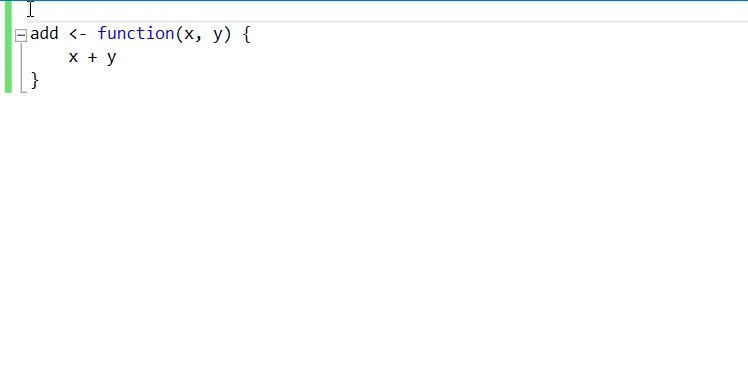 add <- function(x, y) {
    x + y
}